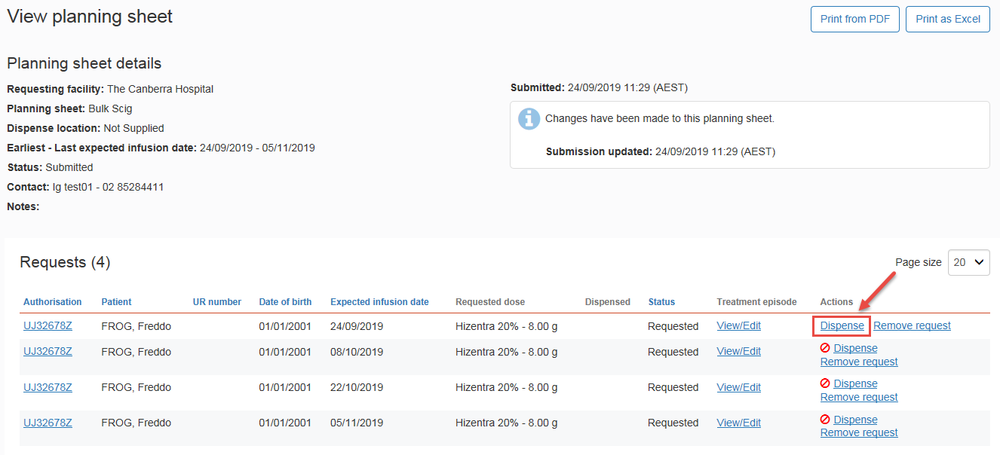 View planning sheet
Print from PDF
Print as Excel
Planning sheet details
Requesting facility: The Canberra Hospital
Planning sheet: Bulk Scig
Dispense location: Not Supplied
Earliest - Last expected infusion date: 24/09/2019 - 05/11/2019
Status: Submitted
Contact: Ig test01 - 02 85284411
Notes:
Submitted: 24/09/2019 11:29 (AEST)
Changes have been made to this planning sheet.
Submission updated: 24/09/2019 11:29 (AEST)
Requests (4)
Page size 20
Authorisation Patient UR number Date of birth Expected infusion date Requested dose Dispensed Status Treatment episode Actions
UJ32678Z FROG, Freddo 01/01/2001 24/09/2019 Hizentra 20% - 8.00 g Requested View/Edit Dispense Remove request
UJ32678Z FROG, Freddo 01/01/2001 08/10/2019 Hizentra 20% - 8.00 g Requested View/Edit Dispense
Remove request
UJ32678Z FROG, Freddo 01/01/2001 22/10/2019 Hizentra 20% - 8.00 g Requested View/Edit Dispense
Remove request
UJ32678Z FROG, Freddo 01/01/2001 05/11/2019 Hizentra 20% - 8.00 g Requested View/Edit Dispense
Remove request